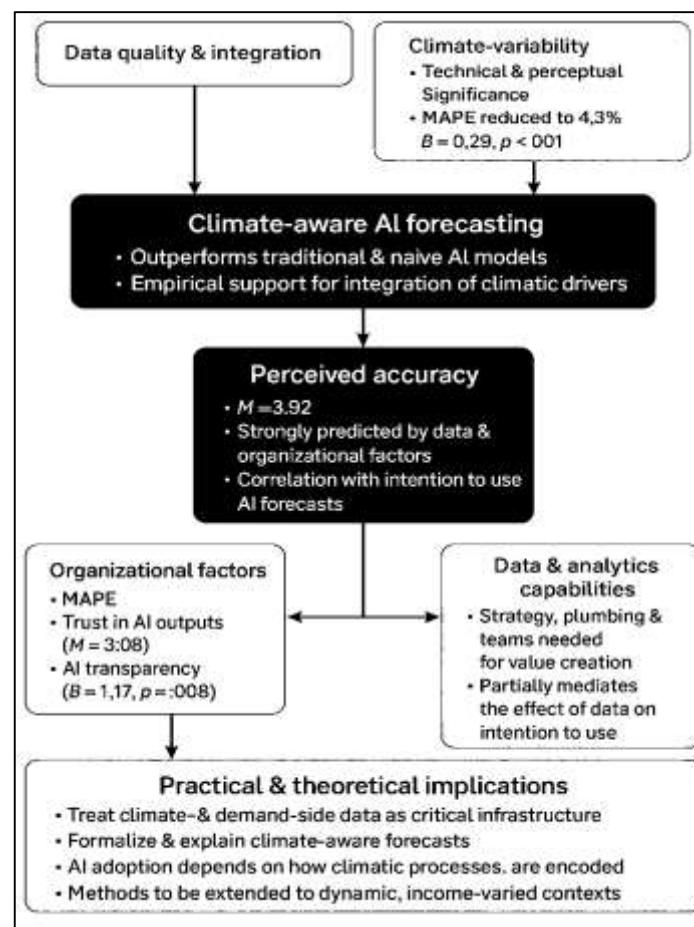 Data quality & integration
Climate-variability
• Technical & perceptual
Significance
• MAPE reduced to 4,3%
B = 0,29, p < 001
Climate-aware AI forecasting
• Outperforms traditional & naive AI models
• Empirical support for integration of climatic drivers
Perceived accuracy
• M =3.92
• Strongly predicted by data &
organizational factors
• Correlation with intention to use
AI forecasts
Organizational factors
• MAPE
• Trust in AI outputs
(M = 3:08)
• AI transparency
(B = 1,17, p =:008)
Data & analytics
capabilities
• Strategy, plumbing &
teams needed
for value creation
• Partially mediates
the effect of data on
intention to use
Practical & theoretical implications
• Treat climate-& demand-side data as critical infrastructure
• Formalize & explain climate-aware forecasts
• AI adoption depends on how climatic processes. are encoded
• Methods to be extended to dynamic, income-varied contexts